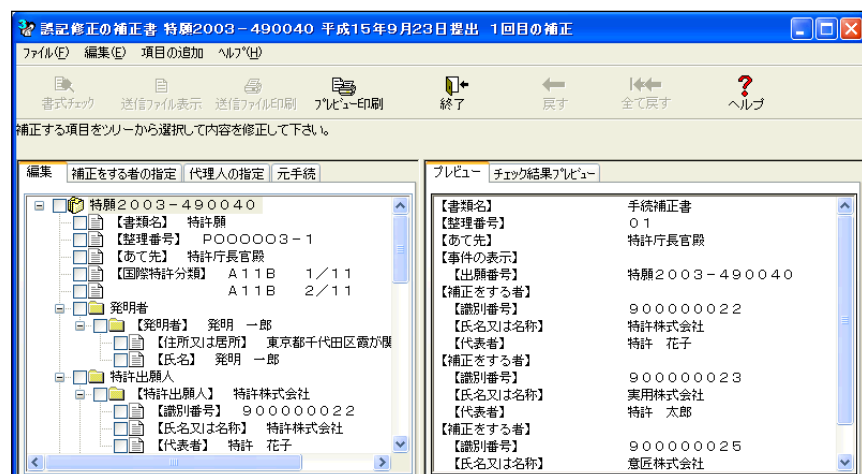 誤記修正の補正書 特願2003-490040 平成15年9月23日提出 1回目の補正
ファイル(F) 編集(E) 項目の追加 ヘルプ(H)
書式チェック 送信ファイル表示 送信ファイル印刷 プレビュー印刷 終了 戻す 全て戻す ヘルプ
補正する項目をツリーから選択して内容を修正して下さい。
編集 補正をする者の指定 代理人の指定 元手続
特願2003-490040
【書類名】 特許願
【整理番号】 P000003-1
【あて先】 特許庁長官殿
【国際特許分類】 A11B 1/11
A11B 2/11
発明者
【発明者】 発明 一郎
【住所又は居所】 東京都千代田区霞が関
【氏名】 発明 一郎
特許出願人
【特許出願人】 特許株式会社
【識別番号】 900000022
【氏名又は名称】 特許株式会社
【代表者】 特許 花子
プレビュー チェック結果プレビュー
【書類名】 手続補正書
【整理番号】 01
【あて先】 特許庁長官殿
【事件の表示】
【出願番号】 特願2003-490040
【補正をする者】
【識別番号】 900000022
【氏名又は名称】 特許株式会社
【代表者】 特許 花子
【補正をする者】
【識別番号】 900000023
【氏名又は名称】 実用株式会社
【代表者】 特許 太郎
【補正をする者】
【識別番号】 900000025
【氏名又は名称】 意匠株式会社